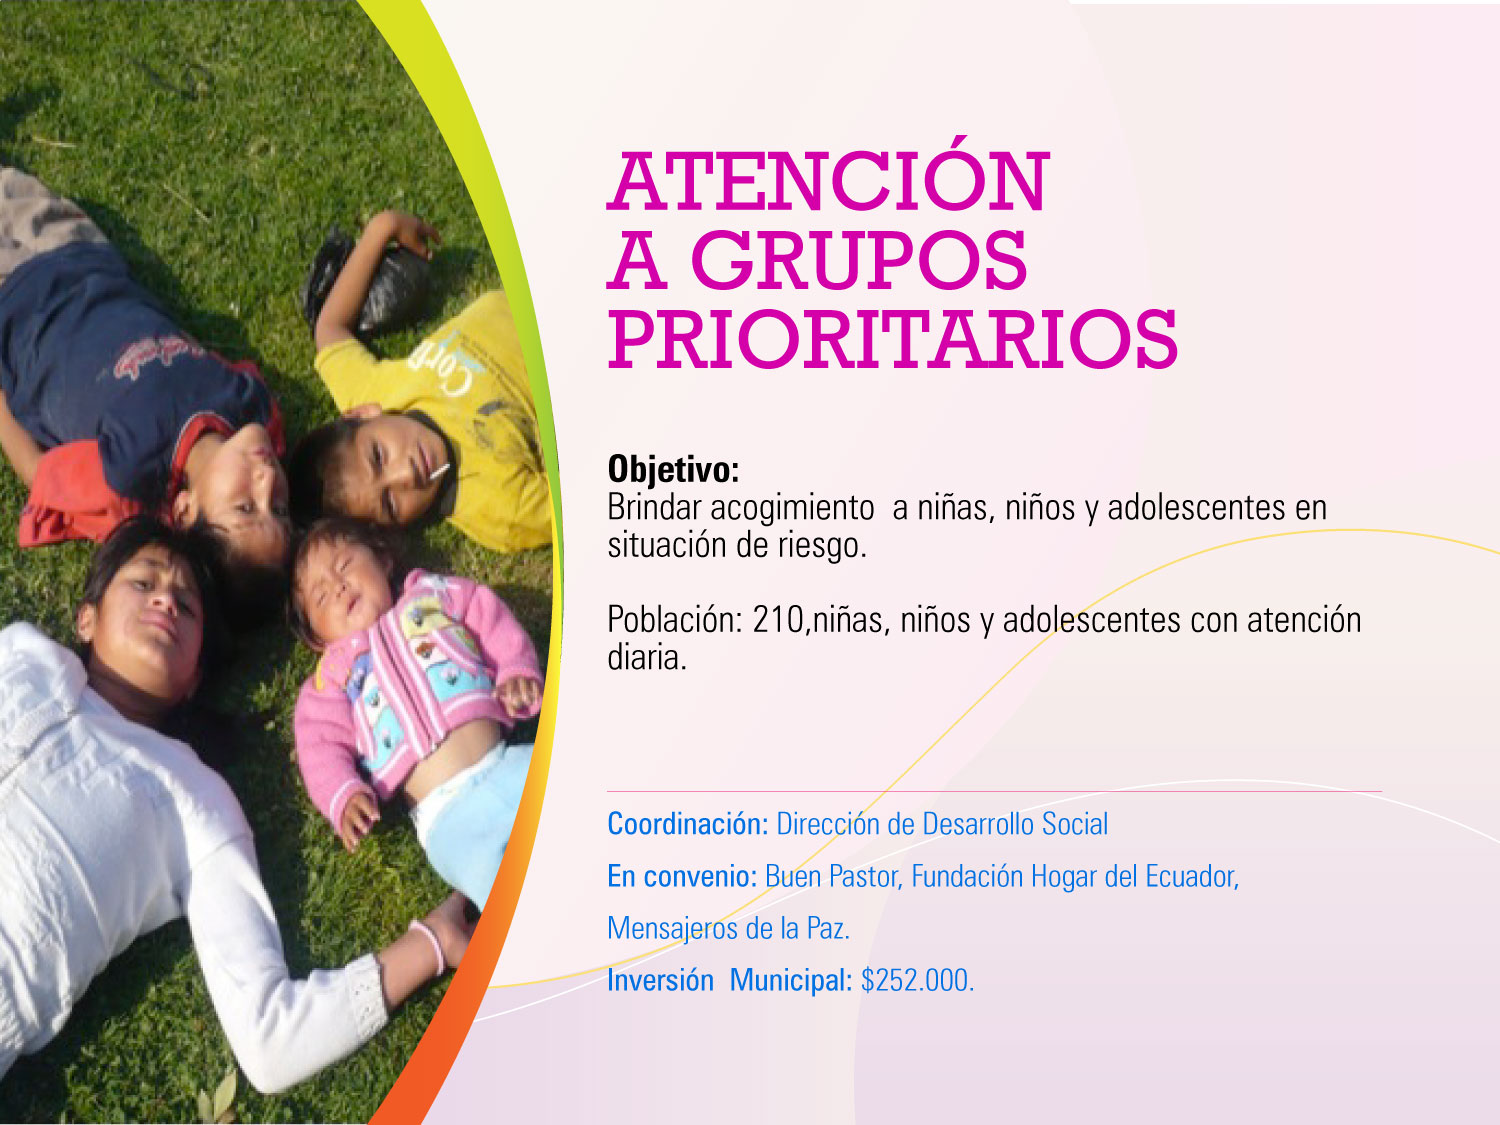 ATENCIÓN
A GRUPOS
PRIORITARIOS
Objetivo:
Brindar acogimiento  a niñas, niños y adolescentes en
situación de riesgo.
Población: 210,niñas, niños y adolescentes con atención
diaria.
Coordinación: Dirección de Desarrollo Social
En convenio: Buen Pastor, Fundación Hogar del Ecuador,
Mensajeros de la Paz.
Inversión  Municipal: $252.000.